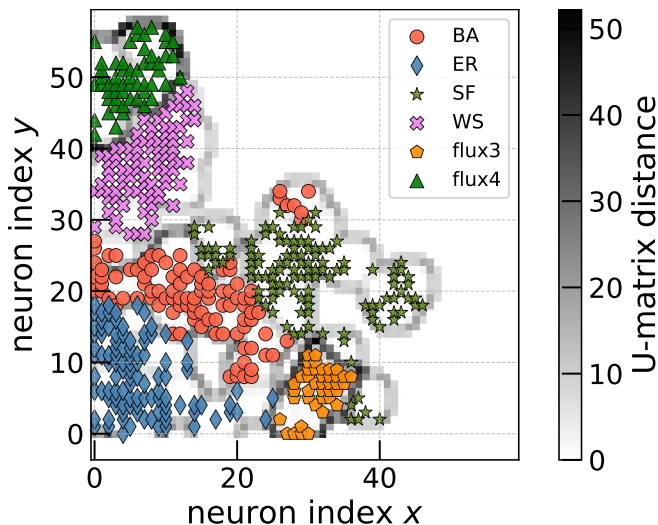 BA
ER
SF
WS
flux3
flux4
50
40
30
20
10
0
0
20
40
neuron index x
neuron index y
50
40
30
20
10
0
U-matrix distance